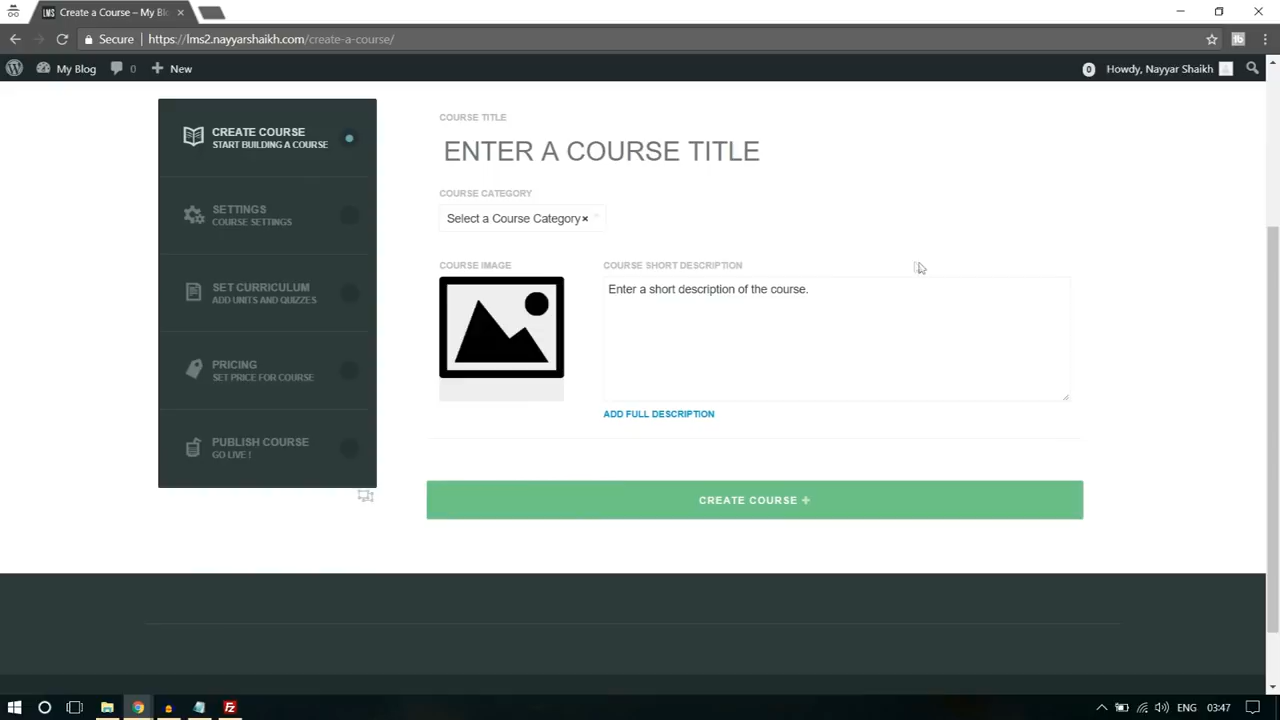 LMS Create a Course – My Bl
Secure https://lms2.nayyarshaikh.com/create-a-course/
fb
My Blog 0 New 0 Howdy, Nayyar Shaikh
CREATE COURSE
START BUILDING A COURSE
SETTINGS
COURSE SETTINGS
SET CURRICULUM
ADD UNITS AND QUIZZES
PRICING
SET PRICE FOR COURSE
PUBLISH COURSE
GO LIVE !
COURSE TITLE
ENTER A COURSE TITLE
COURSE CATEGORY
Select a Course Category×
COURSE IMAGE
COURSE SHORT DESCRIPTION
Enter a short description of the course.
ADD FULL DESCRIPTION
CREATE COURSE +
Fz ENG 03:47